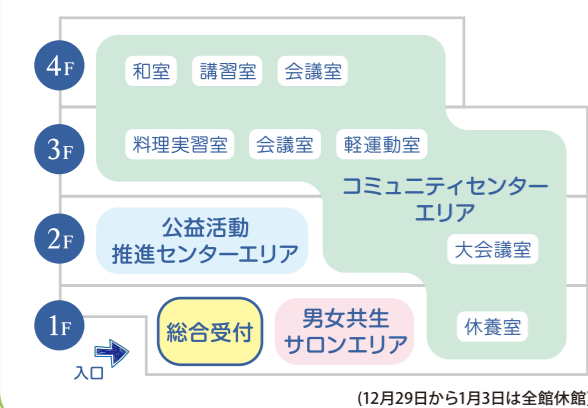 4F
和室 講習室 会議室
3F
料理実習室 会議室 軽運動室
コミュニティセンター
エリア
2F
公益活動
推進センターエリア
大会議室
1F
入口
総合受付
男女共生
サロンエリア
休養室
(12月29日から1月3日は全館休館)